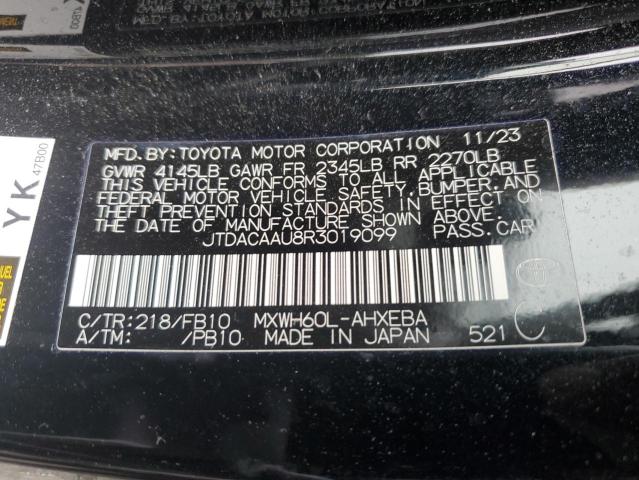 MFD.BY:TOYOTA MOTOR CORPORATION 11/23
GVWR 4145LB GAWR FR 2345LB RR 2270LB
THIS VEHICLE CONFORMS TO ALL APPLICABLE
FEDERAL MOTOR VEHICLE SAFETY,BUMPER,AND
THEFT PREVENTION STANDARDS IN EFFECT ON
THE DATE OF MANUFACTURE SHOWN ABOVE.
JTDACAAU8R3019099 PASS.CAR
C/TR:218/FB10 MXWH60L-AHXEBA
A/TM: /PB10 MADE IN JAPAN 521
C
YK
47B00